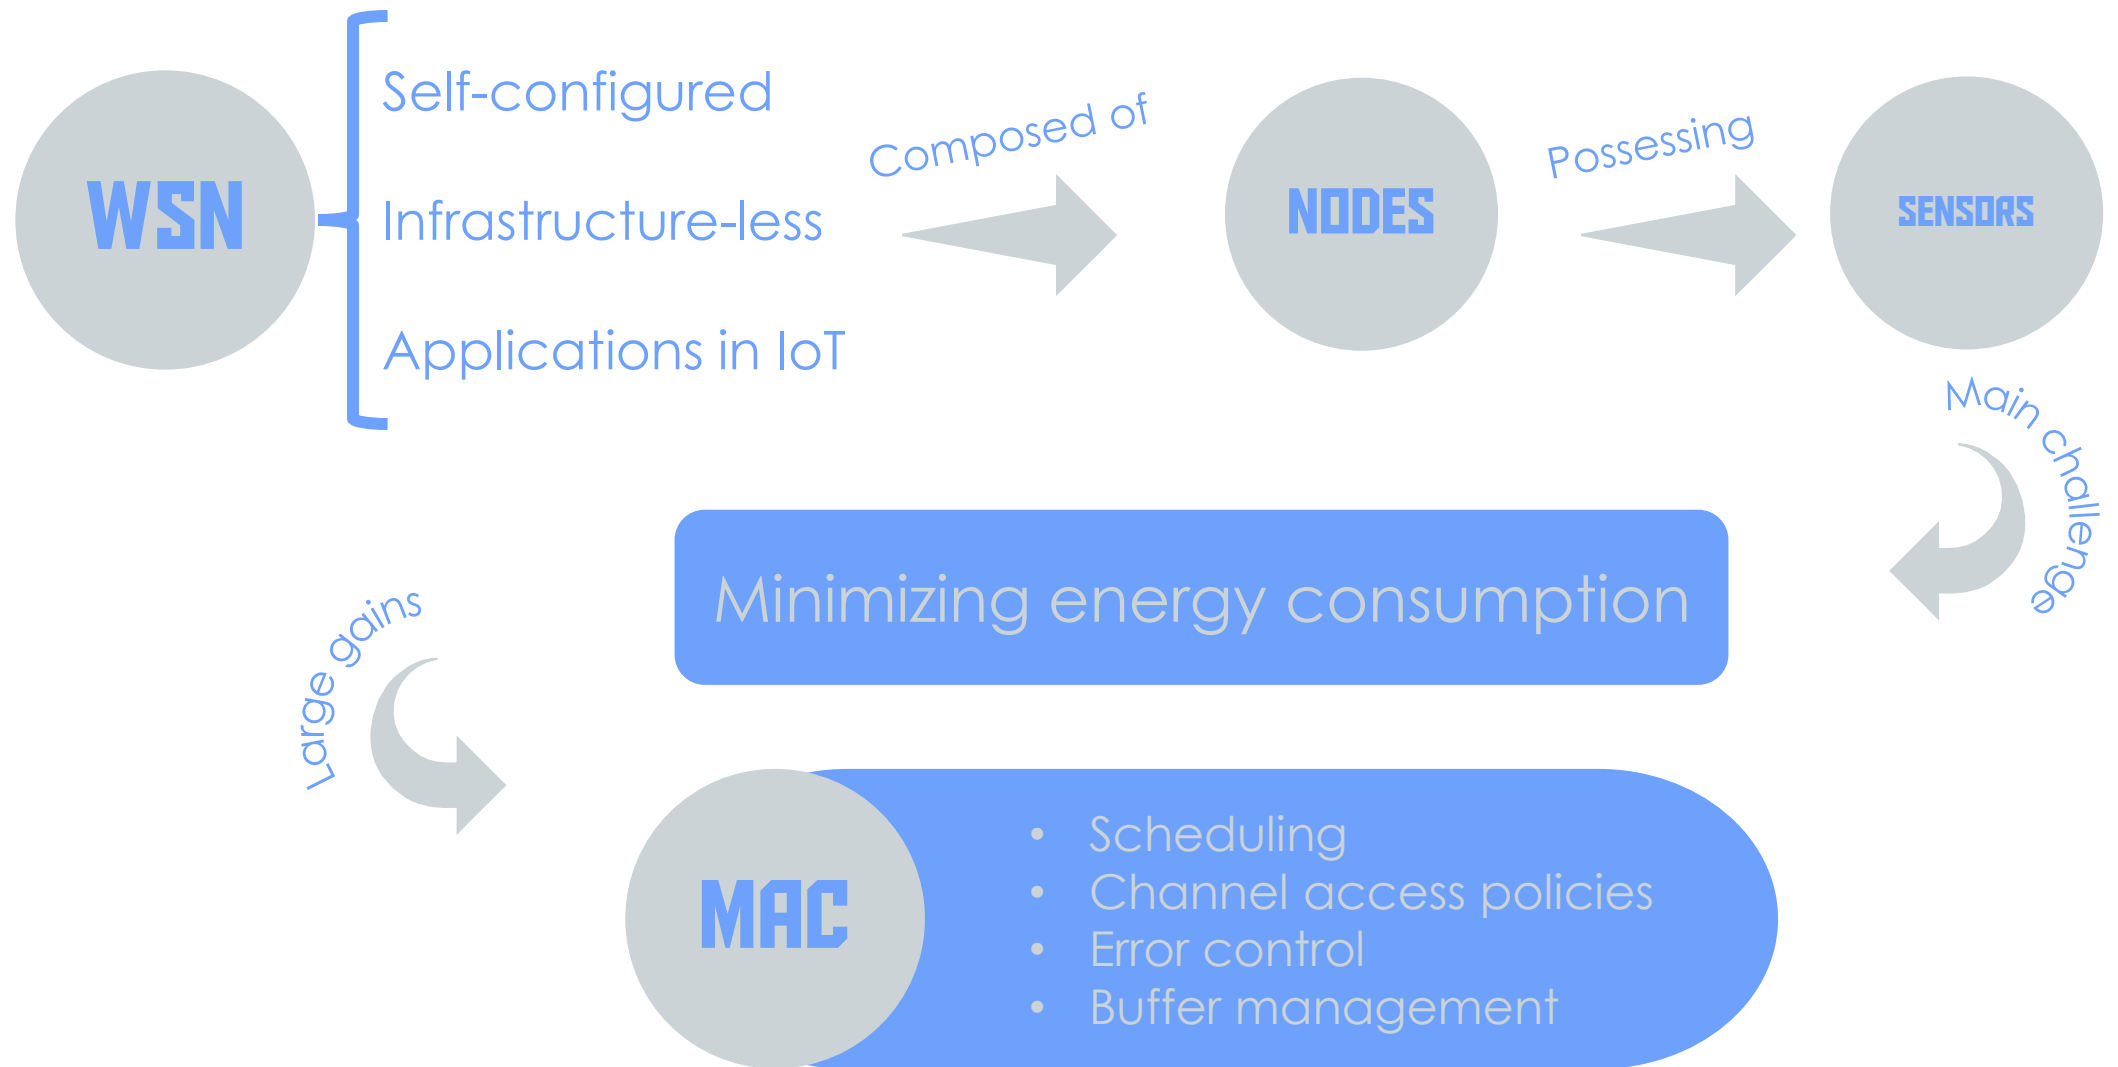 WSN
Self-configured
Infrastructure-less
Applications in IoT
Composed of
NODES
Possessing
SENSORS
Main challenge
Minimizing energy consumption
Large gains
MAC
• Scheduling
• Channel access policies
• Error control
• Buffer management